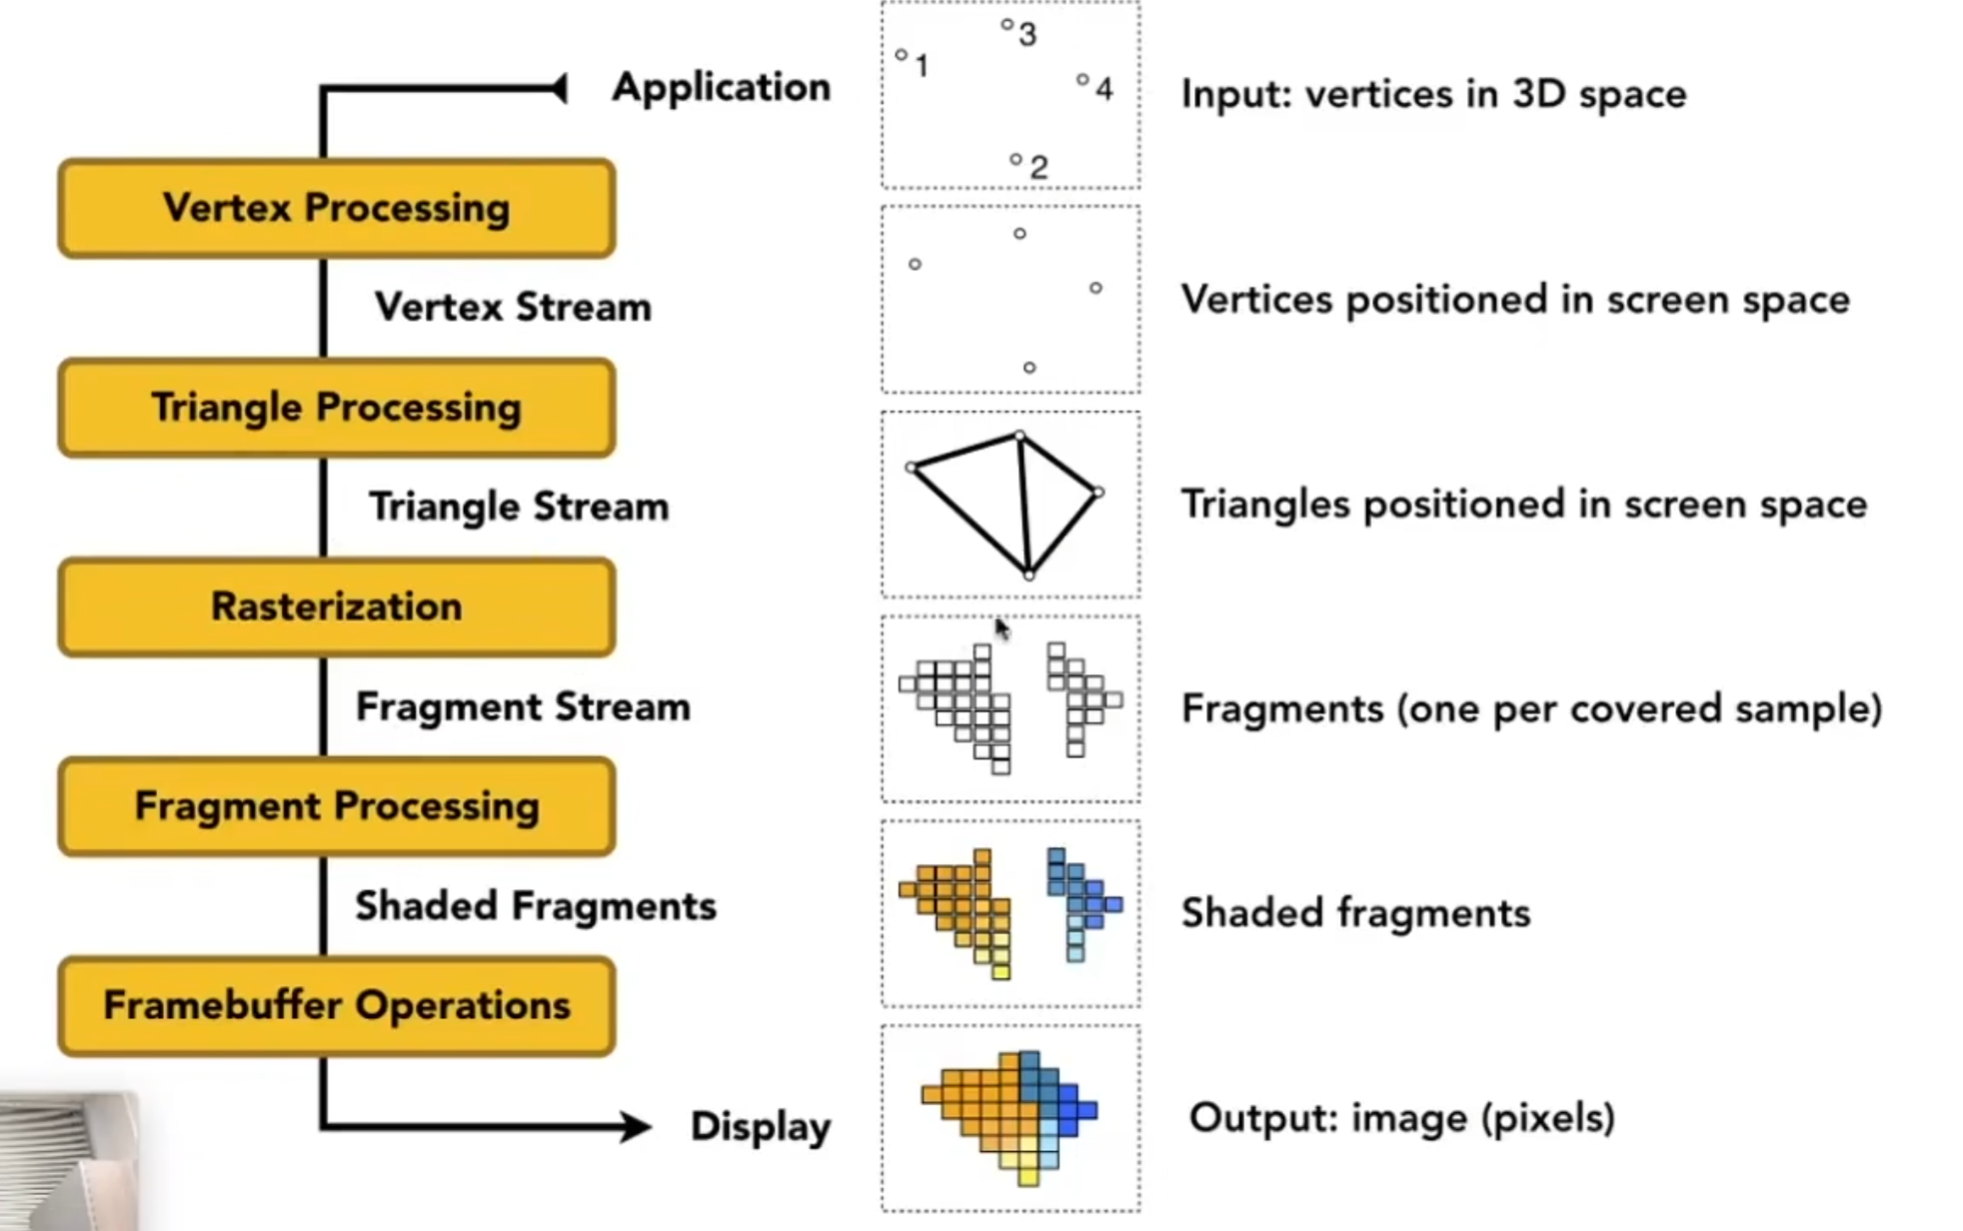 Application
3
1
4
2
Input: vertices in 3D space
Vertex Processing
Vertex Stream
Vertices positioned in screen space
Triangle Processing
Triangle Stream
Triangles positioned in screen space
Rasterization
Fragment Stream
Fragments (one per covered sample)
Fragment Processing
Shaded Fragments
Shaded fragments
Framebuffer Operations
Display
Output: image (pixels)